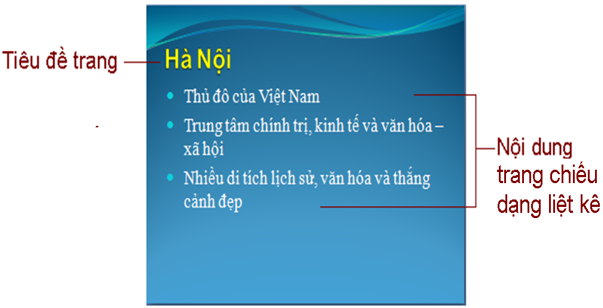 Tiêu đề trang
Hà Nội
Thủ đô của Việt Nam
Trung tâm chính trị, kinh tế và văn hóa –
xã hội
Nhiều di tích lịch sử, văn hóa và thắng
cảnh đẹp
Nội dung
trang chiếu
dạng liệt kê